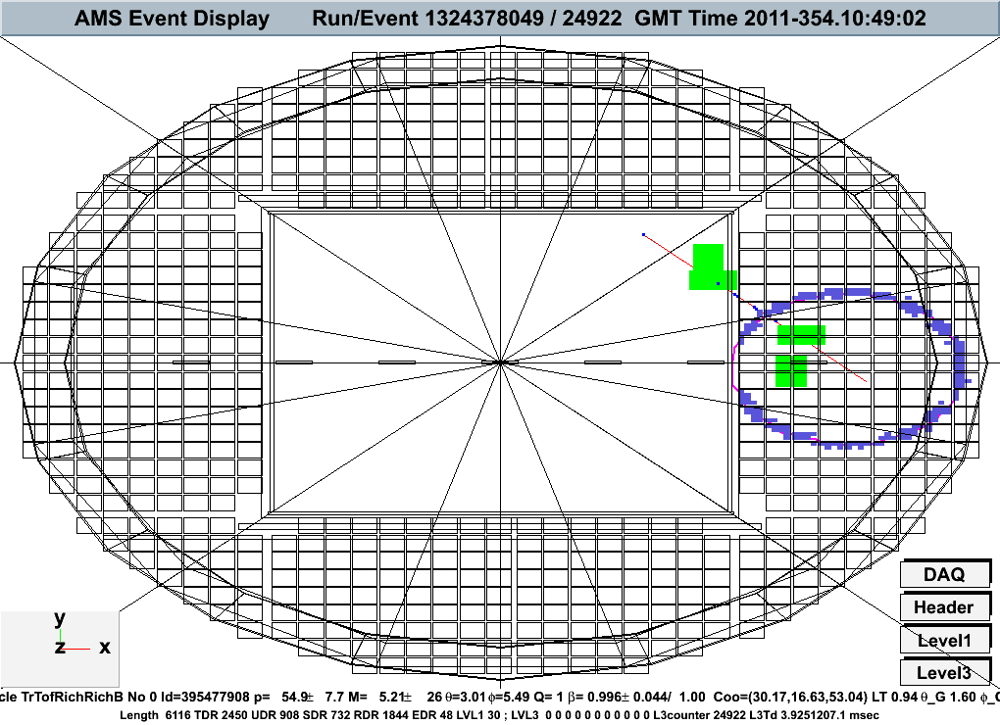 AMS Event Display Run/Event 1324378049 / 24922 GMT Time 2011-354.10:49:02
DAQ
Header
Level1
Level3
y
z x
cle TrTofRichRichB No 0 Id=395477908 p= 54.9± 7.7 M= 5.21± 26 θ=3.01 ϕ=5.49 Q= 1 β= 0.996± 0.044/ 1.00 Coo=(30.17,16.63,53.04) LT 0.94 θ_G 1.60 ϕ_G
Length 6116 TDR 2450 UDR 908 SDR 732 RDR 1844 EDR 48 LVL1 30 ; LVL3 0 0 0 0 0 0 0 0 0 0 0 L3counter 24922 L3Td 3.9251207.1 msec